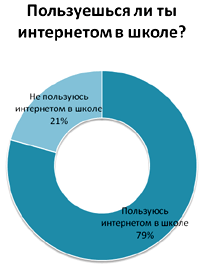 Пользуешься ли ты
интернетом в школе?
Не пользуюсь
интернетом в школе
21%
Пользуюсь
интернетом в школе
79%